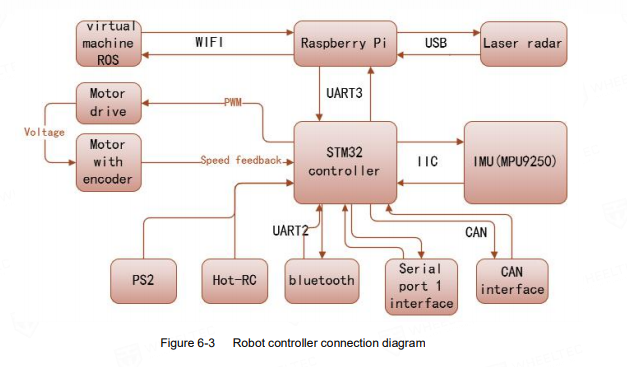 virtual
machine
ROS
WIFI
Raspberry Pi
USB
Laser radar
UART3
Motor
drive
PWM
Voltage
Motor
with
encoder
Speed feedback
STM32
controller
IIC
IMU(MPU9250)
UART2
CAN
PS2
Hot-RC
bluetooth
Serial
port 1
interface
CAN
interface
Figure 6-3 Robot controller connection diagram